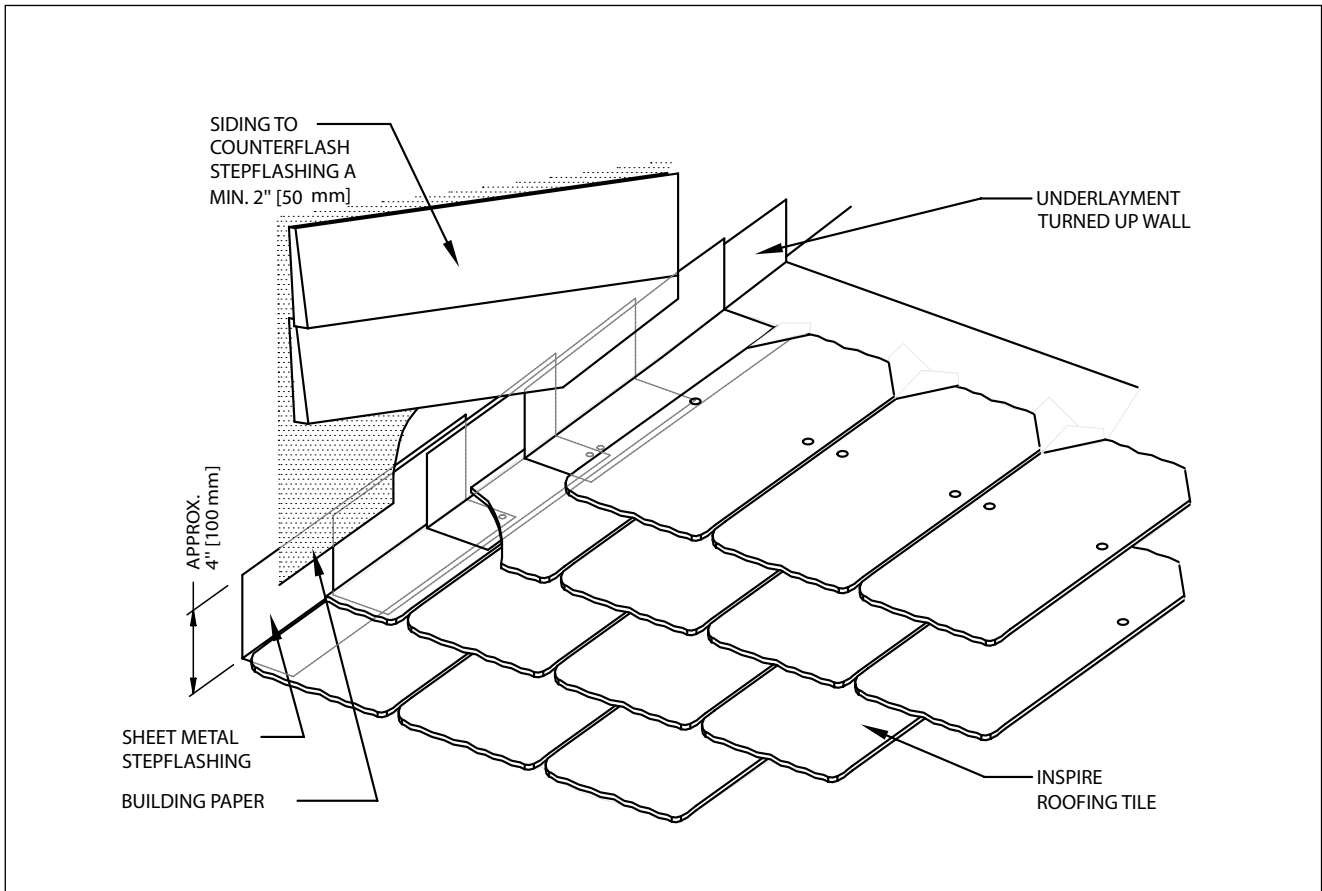 SIDING TO
COUNTERFLASH
STEPFLASHING A
MIN. 2" [50 mm]
UNDERLAYMENT
TURNED UP WALL
APPROX.
4" [100 mm]
SHEET METAL
STEPFLASHING
BUILDING PAPER
INSPIRE
ROOFING TILE